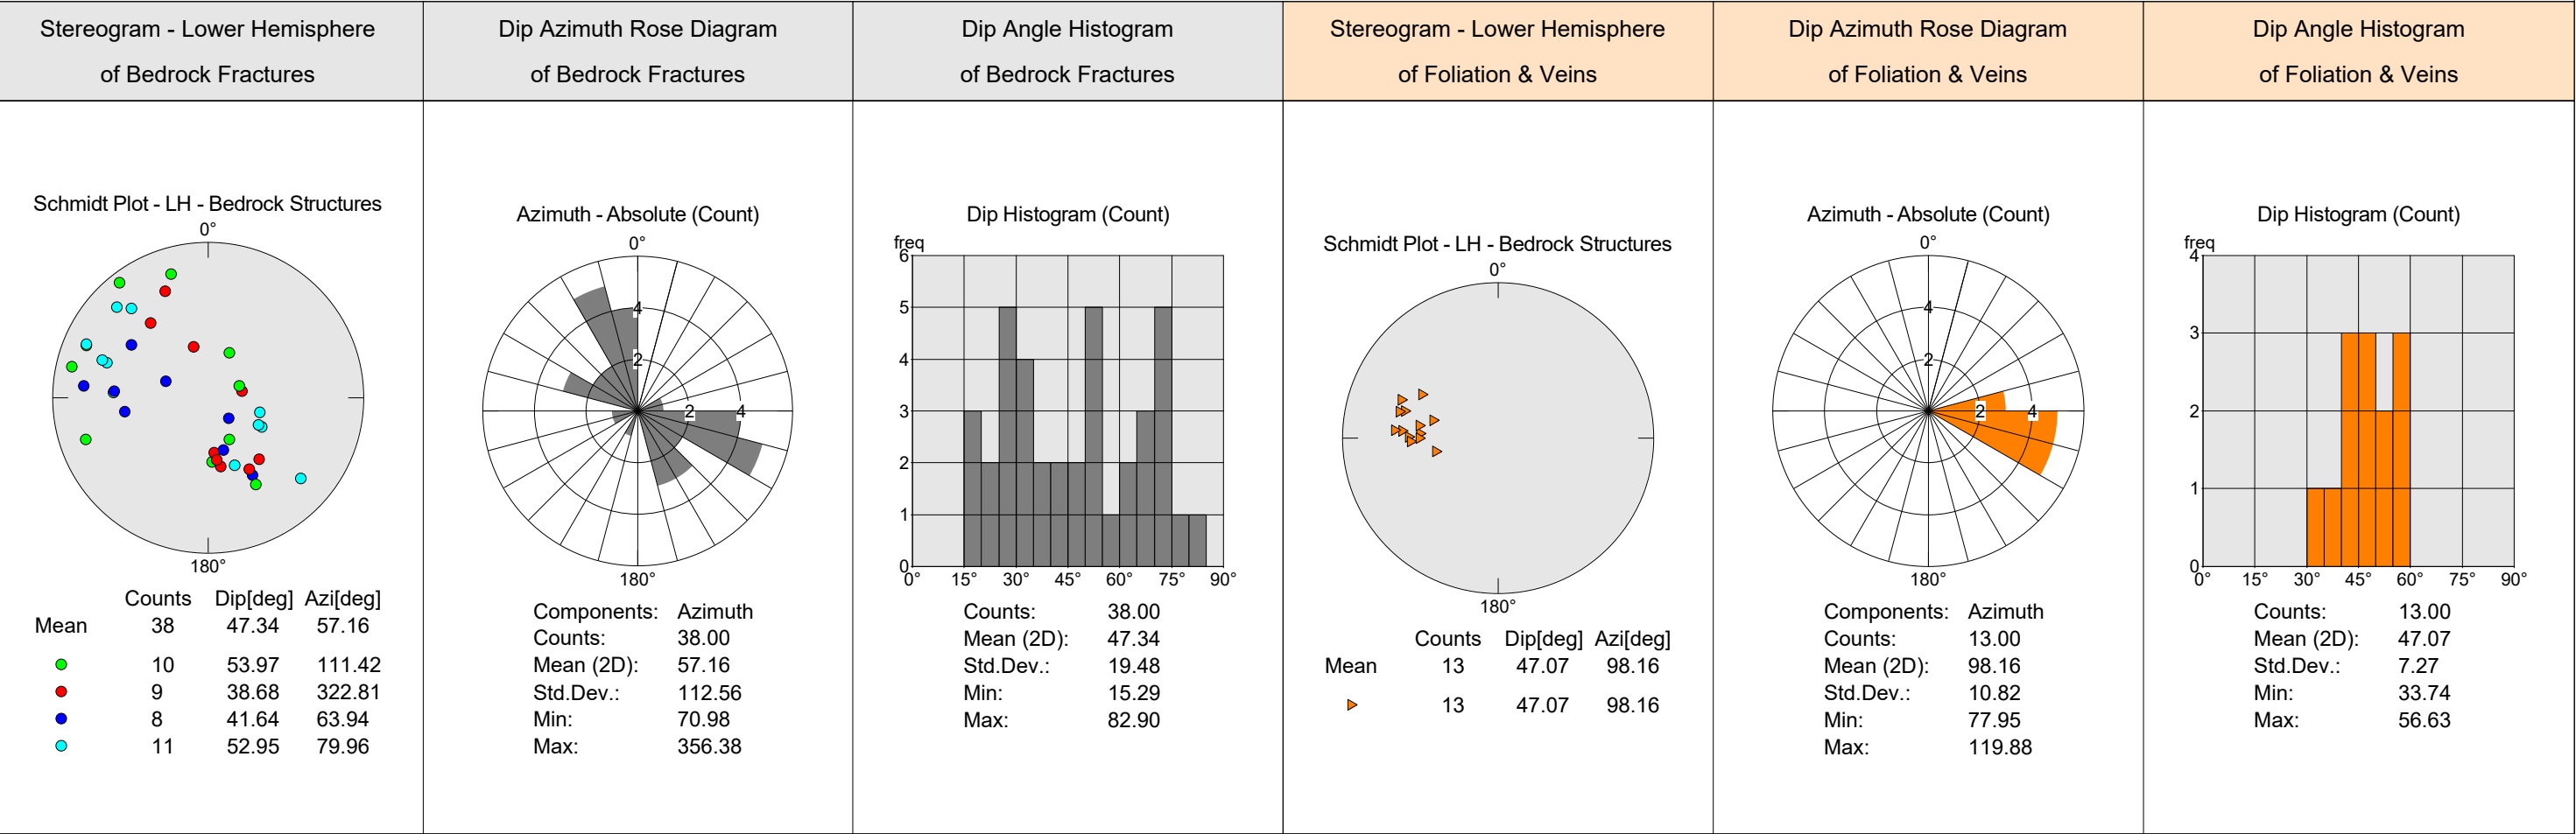 Stereogram - Lower Hemisphere
of Bedrock Fractures
Dip Azimuth Rose Diagram
of Bedrock Fractures
Dip Angle Histogram
of Bedrock Fractures
Stereogram - Lower Hemisphere
of Foliation & Veins
Dip Azimuth Rose Diagram
of Foliation & Veins
Dip Angle Histogram
of Foliation & Veins
Schmidt Plot - LH - Bedrock Structures
0°
180°
Counts Dip[deg] Azi[deg]
Mean 38 47.34 57.16
10 53.97 111.42
9 38.68 322.81
8 41.64 63.94
11 52.95 79.96
Azimuth - Absolute (Count)
0°
4
2
2 4
180°
Components: Azimuth
Counts: 38.00
Mean (2D): 57.16
Std.Dev.: 112.56
Min: 70.98
Max: 356.38
Dip Histogram (Count)
freq
6
5
4
3
2
1
0
0° 15° 30° 45° 60° 75° 90°
Counts: 38.00
Mean (2D): 47.34
Std.Dev.: 19.48
Min: 15.29
Max: 82.90
Schmidt Plot - LH - Bedrock Structures
0°
180°
Counts Dip[deg] Azi[deg]
Mean 13 47.07 98.16
13 47.07 98.16
Azimuth - Absolute (Count)
0°
4
2
2 4
180°
Components: Azimuth
Counts: 13.00
Mean (2D): 98.16
Std.Dev.: 10.82
Min: 77.95
Max: 119.88
Dip Histogram (Count)
freq
4
3
2
1
0
0° 15° 30° 45° 60° 75° 90°
Counts: 13.00
Mean (2D): 47.07
Std.Dev.: 7.27
Min: 33.74
Max: 56.63